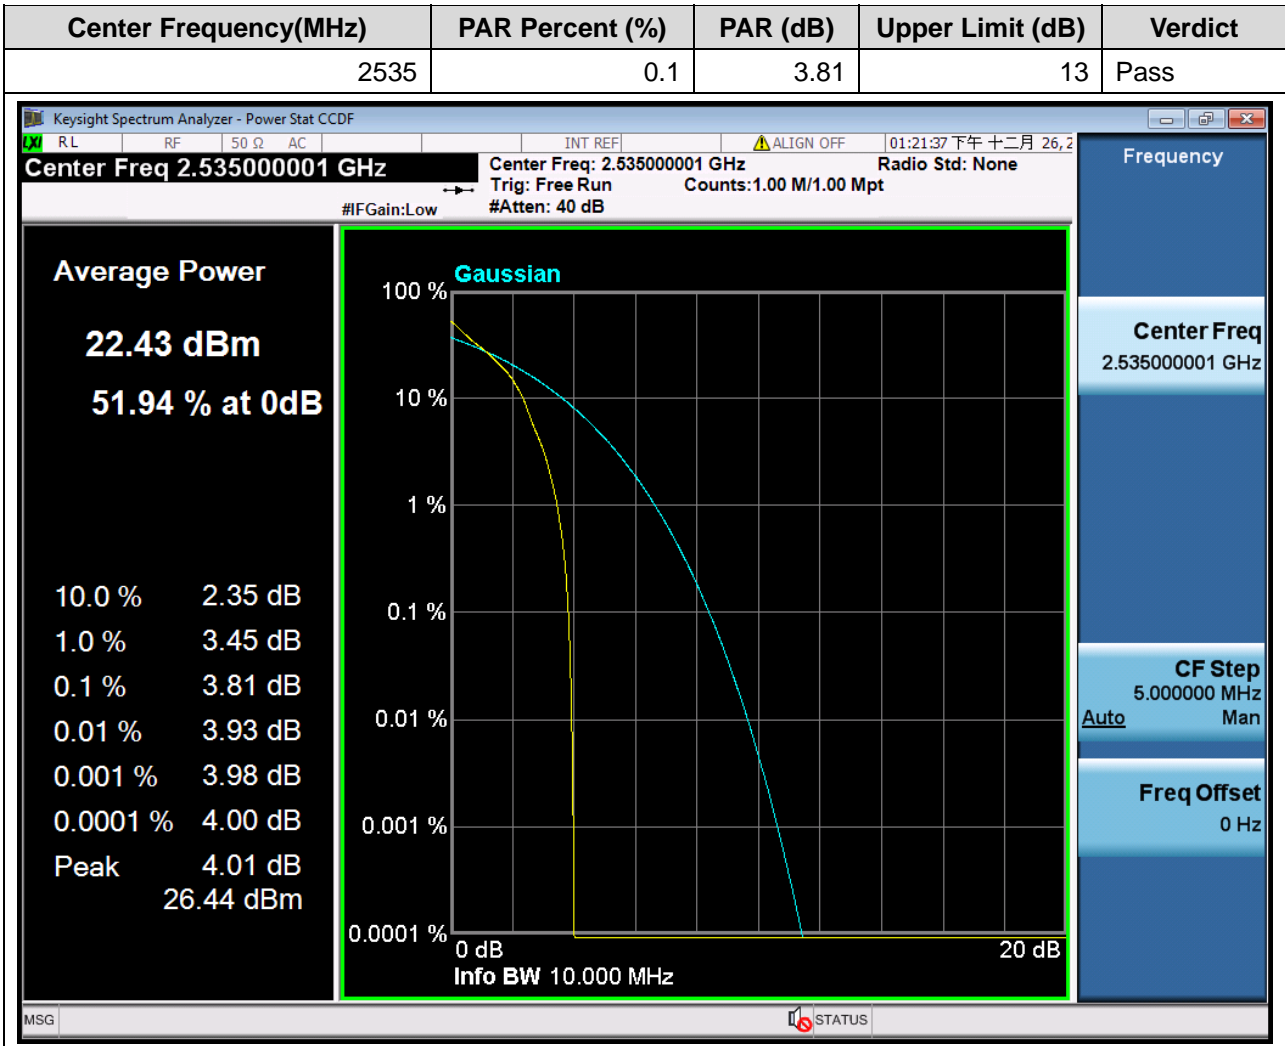 Center Frequency(MHz) PAR Percent (%) PAR (dB) Upper Limit (dB) Verdict
2535 0.1 3.81 13 Pass
Keysight Spectrum Analyzer - Power Stat CCDF
LXI RL RF 50 Ω AC INT REF ALIGN OFF 01:21:37 下午 十二月 26, 2
Center Freq 2.535000001 GHz
Center Freq: 2.535000001 GHz Radio Std: None
Trig: Free Run Counts:1.00 M/1.00 Mpt
#IFGain:Low #Atten: 40 dB
Average Power
22.43 dBm
51.94 % at 0dB
10.0 % 2.35 dB
1.0 % 3.45 dB
0.1 % 3.81 dB
0.01 % 3.93 dB
0.001 % 3.98 dB
0.0001 % 4.00 dB
Peak 4.01 dB
26.44 dBm
Gaussian
100 %
10 %
1 %
0.1 %
0.01 %
0.001 %
0.0001 %
0 dB 20 dB
Info BW 10.000 MHz
Frequency
Center Freq
2.535000001 GHz
CF Step
5.000000 MHz
Auto Man
Freq Offset
0 Hz
MSG STATUS